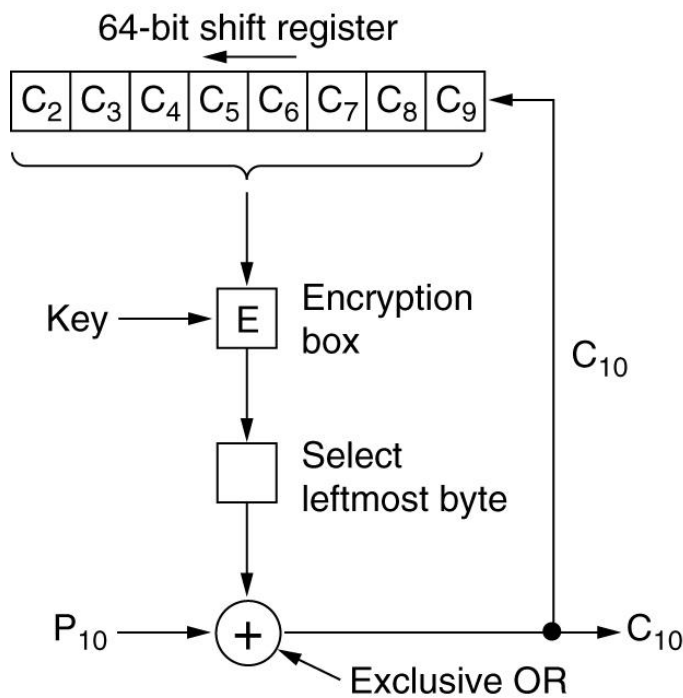 64-bit shift register
C₂ C₃ C₄ C₅ C₆ C₇ C₈ C₉
Key
E
Encryption
box
C₁₀
Select
leftmost byte
P₁₀
+
C₁₀
Exclusive OR